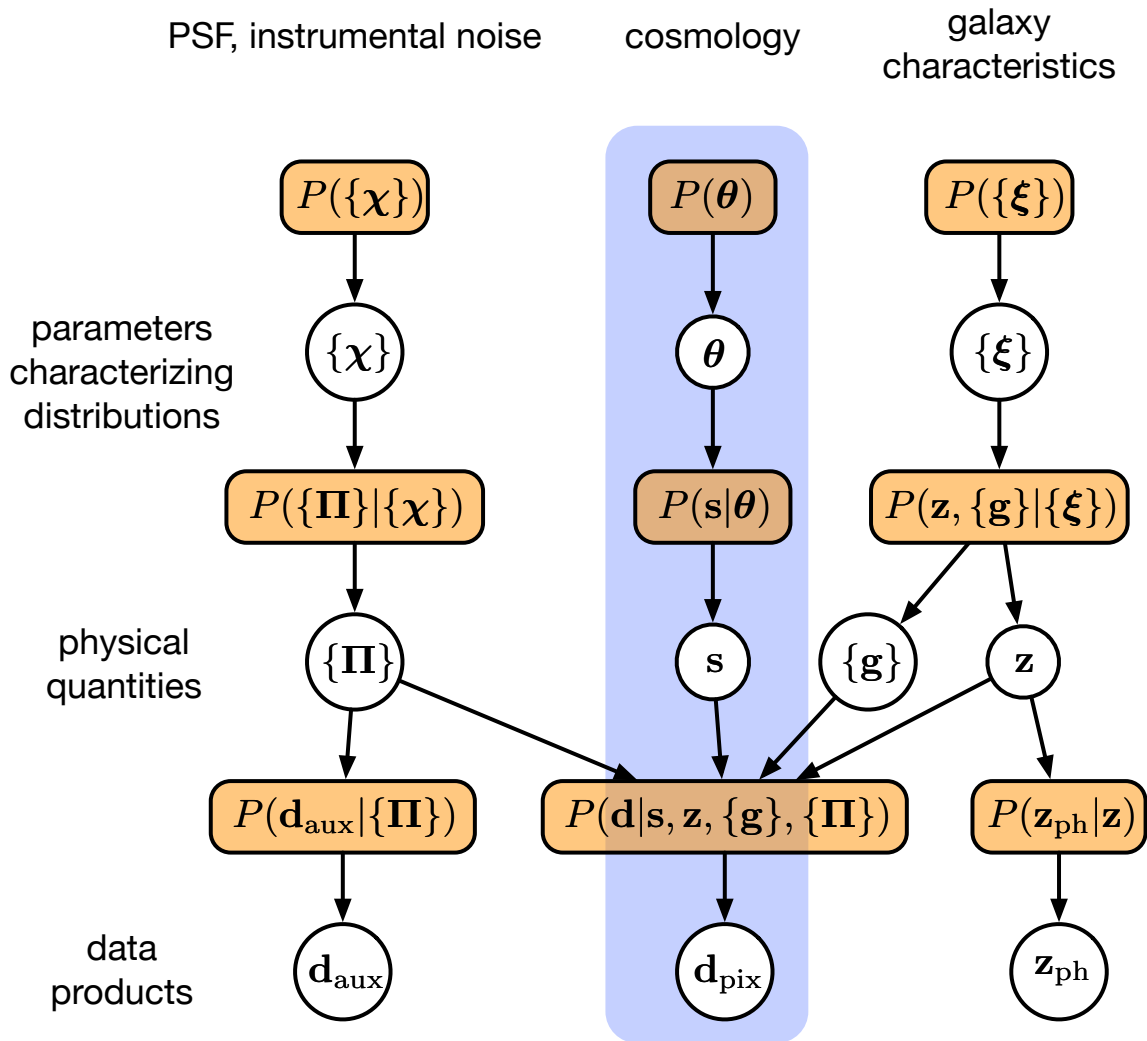 PSF, instrumental noise
cosmology
galaxy
characteristics
P({χ})
P(θ)
P({ξ})
parameters
characterizing
distributions
{χ}
θ
{ξ}
P({Π}|{χ})
P(s|θ)
P(z, {g}|{ξ})
physical
quantities
{Π}
s
{g}
z
P(d_aux|{Π})
P(d|s, z, {g}, {Π})
P(z_ph|z)
data
products
d_aux
d_pix
z_ph